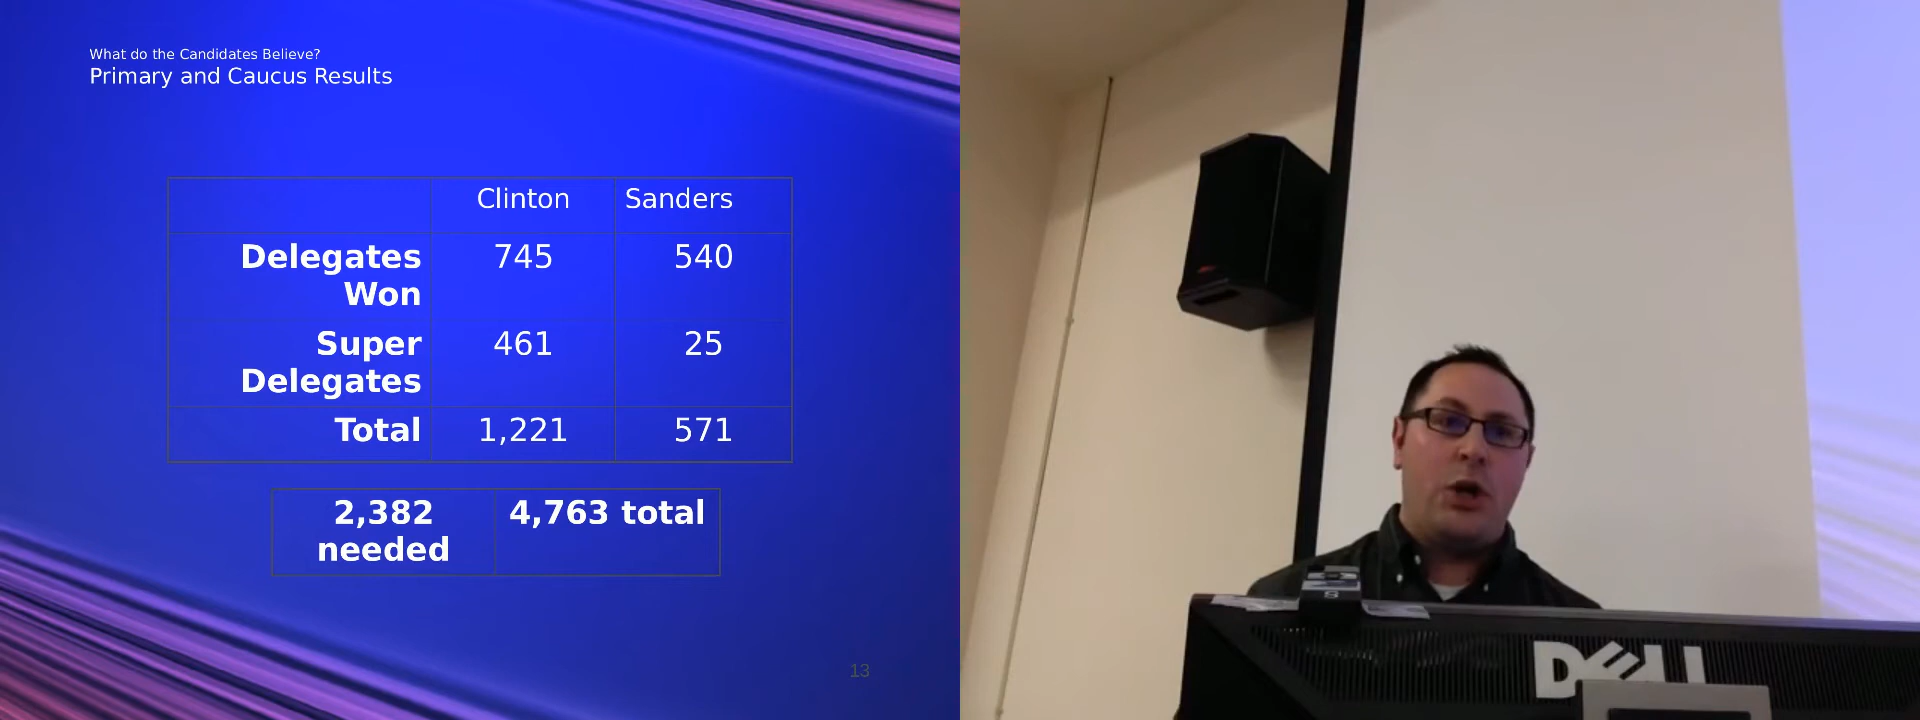 What do the Candidates Believe?
Primary and Caucus Results
Clinton Sanders
Delegates Won 745 540
Super Delegates 461 25
Total 1,221 571
2,382 needed 4,763 total
13
DELL